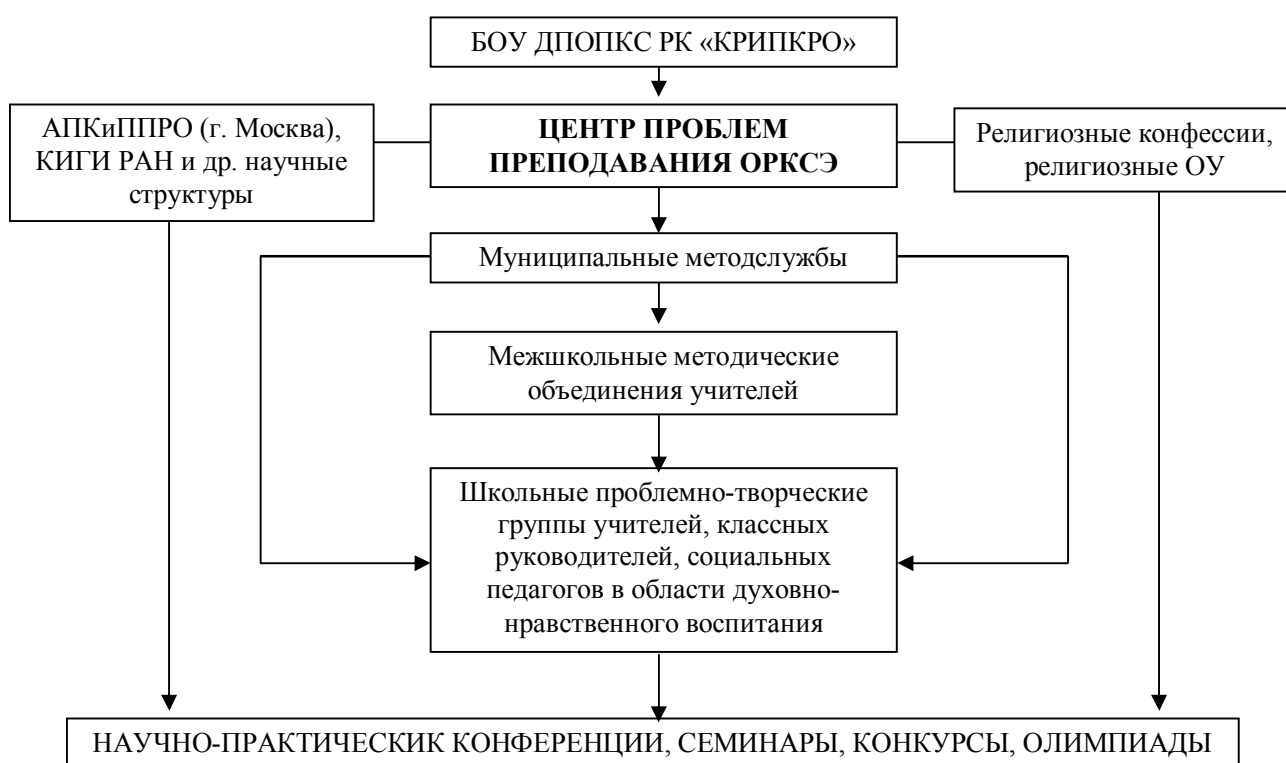 БОУ ДПОПКС РК «КРИПКРО»
АПКиППРО (г. Москва),
КИГИ РАН и др. научные
структуры
ЦЕНТР ПРОБЛЕМ
ПРЕПОДАВАНИЯ ОРКСЭ
Религиозные конфессии,
религиозные ОУ
Муниципальные методслужбы
Межшкольные методические
объединения учителей
Школьные проблемно-творческие
группы учителей, классных
руководителей, социальных
педагогов в области духовно-
нравственного воспитания
НАУЧНО-ПРАКТИЧЕСКИК КОНФЕРЕНЦИИ, СЕМИНАРЫ, КОНКУРСЫ, ОЛИМПИАДЫ